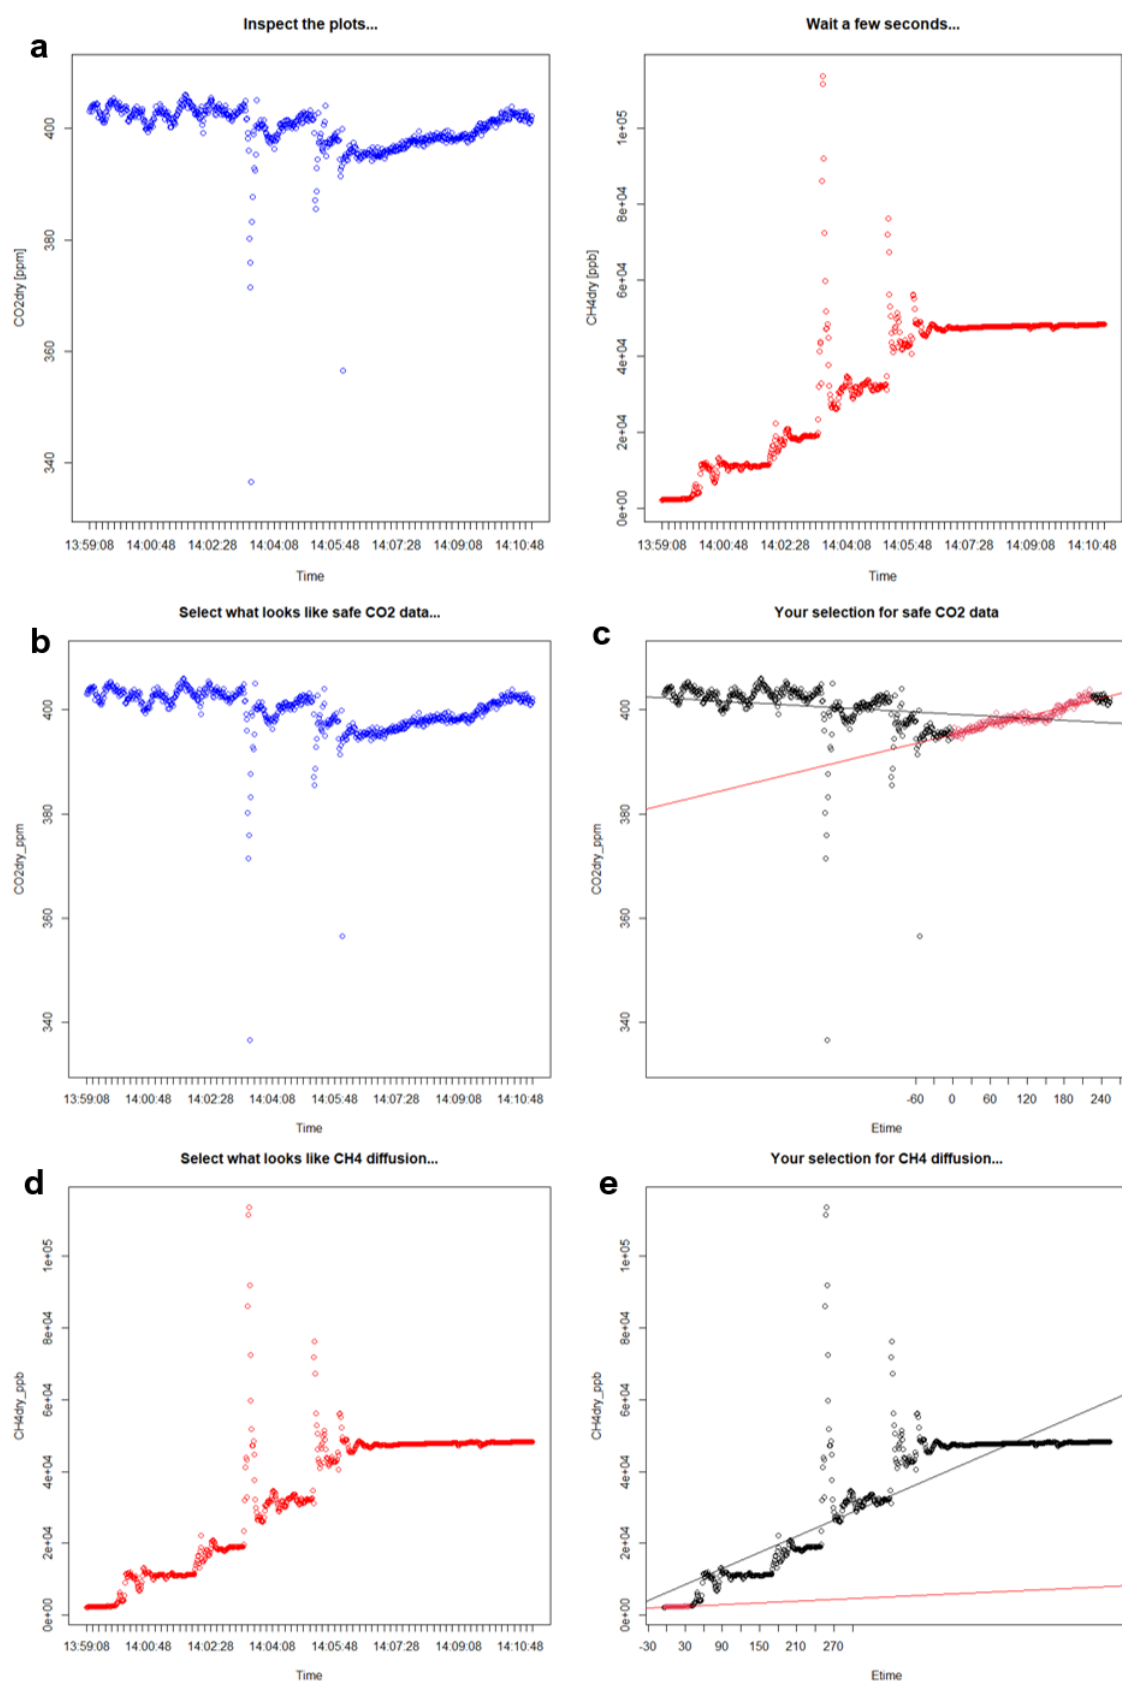 Inspect the plots...
Wait a few seconds...
a
CO2dry [ppm]
400
380
360
340
13:59:08 14:00:48 14:02:28 14:04:08 14:05:48 14:07:28 14:09:08 14:10:48
Time
CH4dry [ppb]
1e+05
8e+04
6e+04
4e+04
2e+04
0e+00
13:59:08 14:00:48 14:02:28 14:04:08 14:05:48 14:07:28 14:09:08 14:10:48
Time
Select what looks like safe CO2 data...
b
CO2dry_ppm
400
380
360
340
13:59:08 14:00:48 14:02:28 14:04:08 14:05:48 14:07:28 14:09:08 14:10:48
Time
Your selection for safe CO2 data
c
CO2dry_ppm
400
380
360
340
-60 0 60 120 180 240
Etime
Select what looks like CH4 diffusion...
d
CH4dry_ppb
1e+05
8e+04
6e+04
4e+04
2e+04
0e+00
13:59:08 14:00:48 14:02:28 14:04:08 14:05:48 14:07:28 14:09:08 14:10:48
Time
Your selection for CH4 diffusion...
e
CH4dry_ppb
1e+05
8e+04
6e+04
4e+04
2e+04
0e+00
-30 30 90 150 210 270
Etime